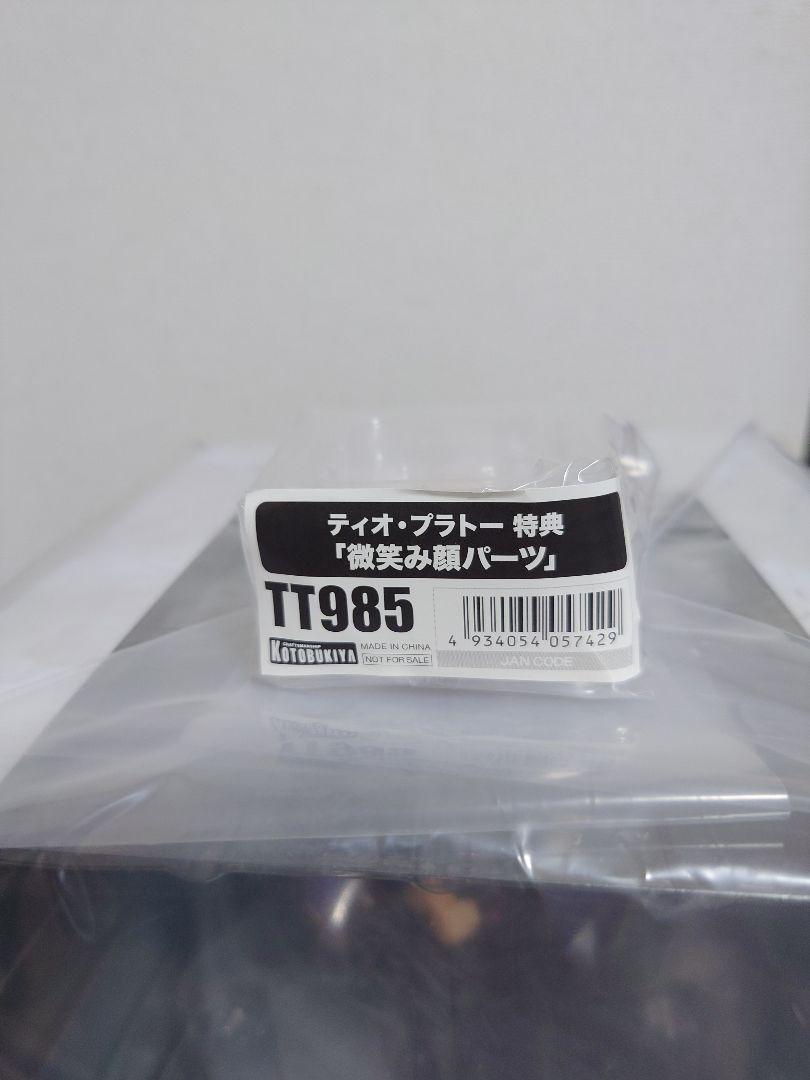 ティオ・プラトー 特典
「微笑み顔パーツ」
TT985
CRAFTSMANSHIP
KOTOBUKIYA
MADE IN CHINA
NOT FOR SALE
4 934054 057429
JAN CODE